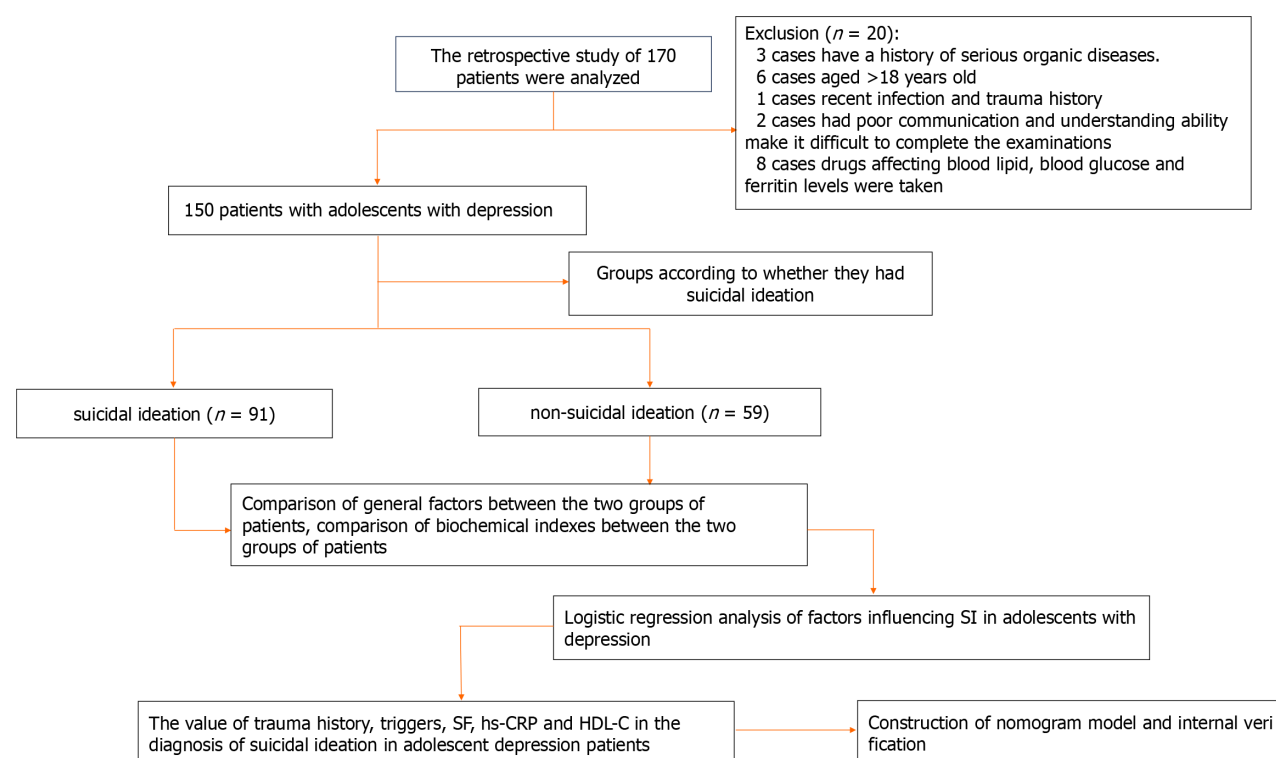 The retrospective study of 170
patients were analyzed
Exclusion (n = 20):
3 cases have a history of serious organic diseases.
6 cases aged >18 years old
1 cases recent infection and trauma history
2 cases had poor communication and understanding ability
make it difficult to complete the examinations
8 cases drugs affecting blood lipid, blood glucose and
ferritin levels were taken
150 patients with adolescents with depression
Groups according to whether they had
suicidal ideation
suicidal ideation (n = 91)
non-suicidal ideation (n = 59)
Comparison of general factors between the two groups of
patients, comparison of biochemical indexes between the two
groups of patients
Logistic regression analysis of factors influencing SI in adolescents with
depression
The value of trauma history, triggers, SF, hs-CRP and HDL-C in the
diagnosis of suicidal ideation in adolescent depression patients
Construction of nomogram model and internal veri
fication